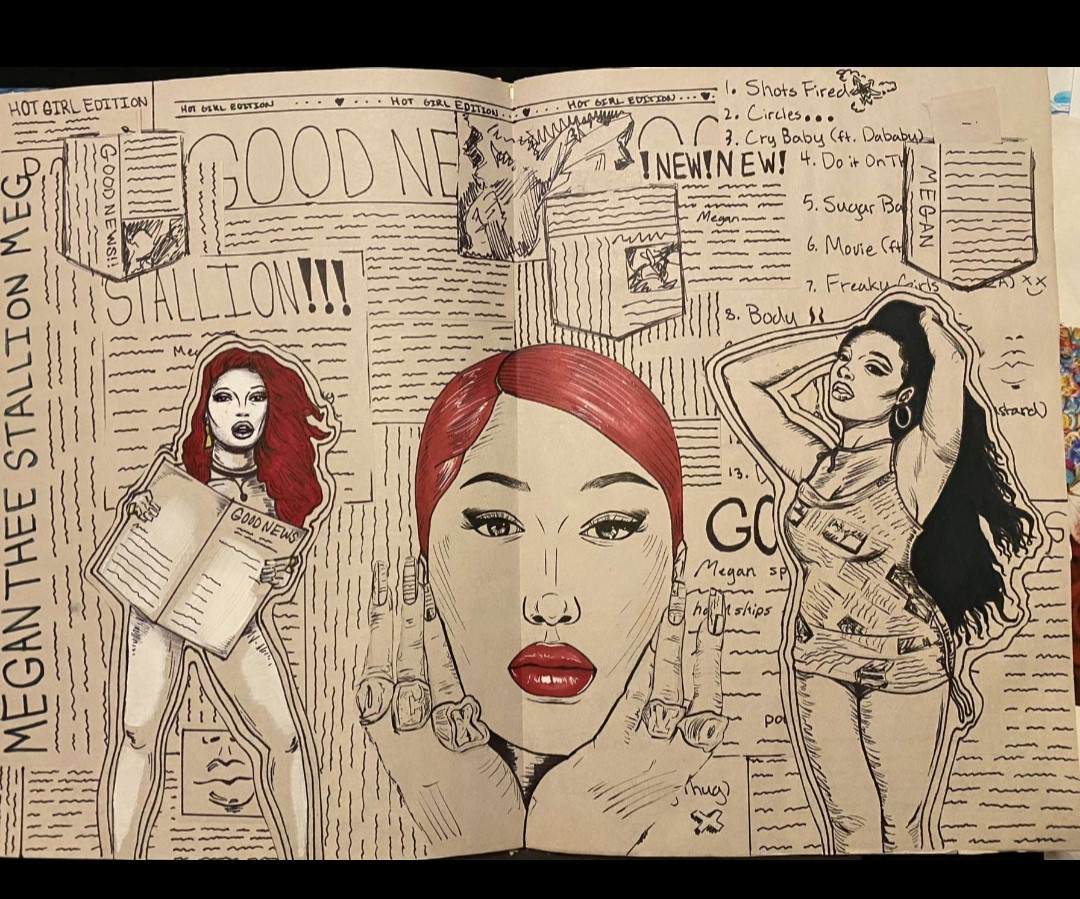 HOT GIRL EDITION
HOT GIRL EDITION .... ♥ .... HOT GIRL EDITION ....
♥ .... HOT GIRL EDITION ... ♥
MEGAN THEE STALLION MEG
GOOD NEWS!!
GOOD NE
OO
!NEW!NEW!
Megan
STALLION!!!
Me
GOOD NEWS
1. Shots Fired
2. Circles...
3. Cry Baby (ft. Dababy)
4. Do it On T
5. Sugar Ba
6. Movie (ft
7. Freaky Girls
8. Body
MEGAN
A) xx
stard)
13.
GO
G
Megan sp
ships
po
hug)
X